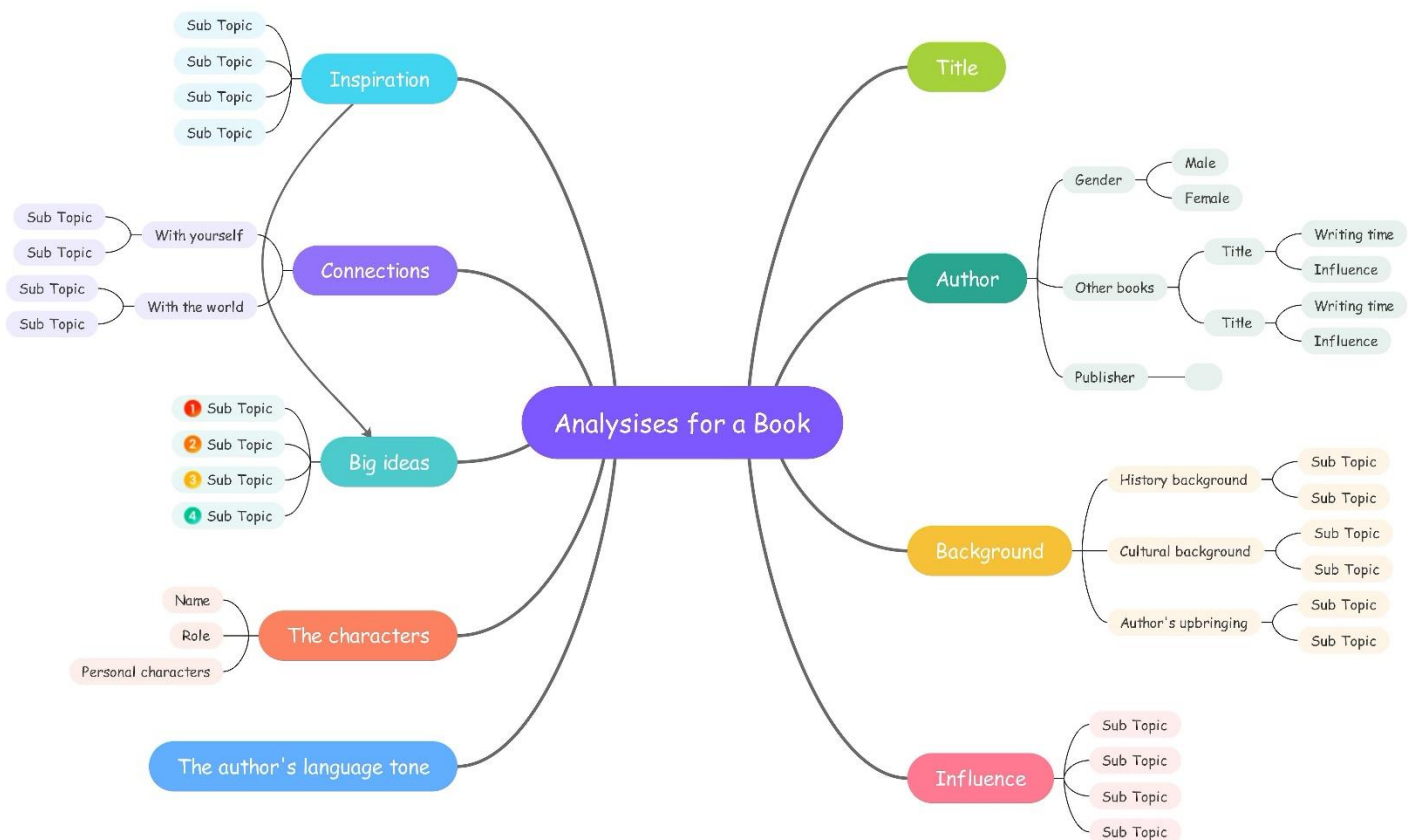 Analysises for a Book
Title
Author
Gender
Male
Female
Other books
Title
Writing time
Influence
Title
Writing time
Influence
Publisher
Background
History background
Sub Topic
Sub Topic
Cultural background
Sub Topic
Sub Topic
Author's upbringing
Sub Topic
Sub Topic
Influence
Sub Topic
Sub Topic
Sub Topic
Sub Topic
Inspiration
Sub Topic
Sub Topic
Sub Topic
Sub Topic
Connections
With yourself
Sub Topic
Sub Topic
With the world
Sub Topic
Sub Topic
Big ideas
1 Sub Topic
2 Sub Topic
3 Sub Topic
4 Sub Topic
The characters
Name
Role
Personal characters
The author's language tone